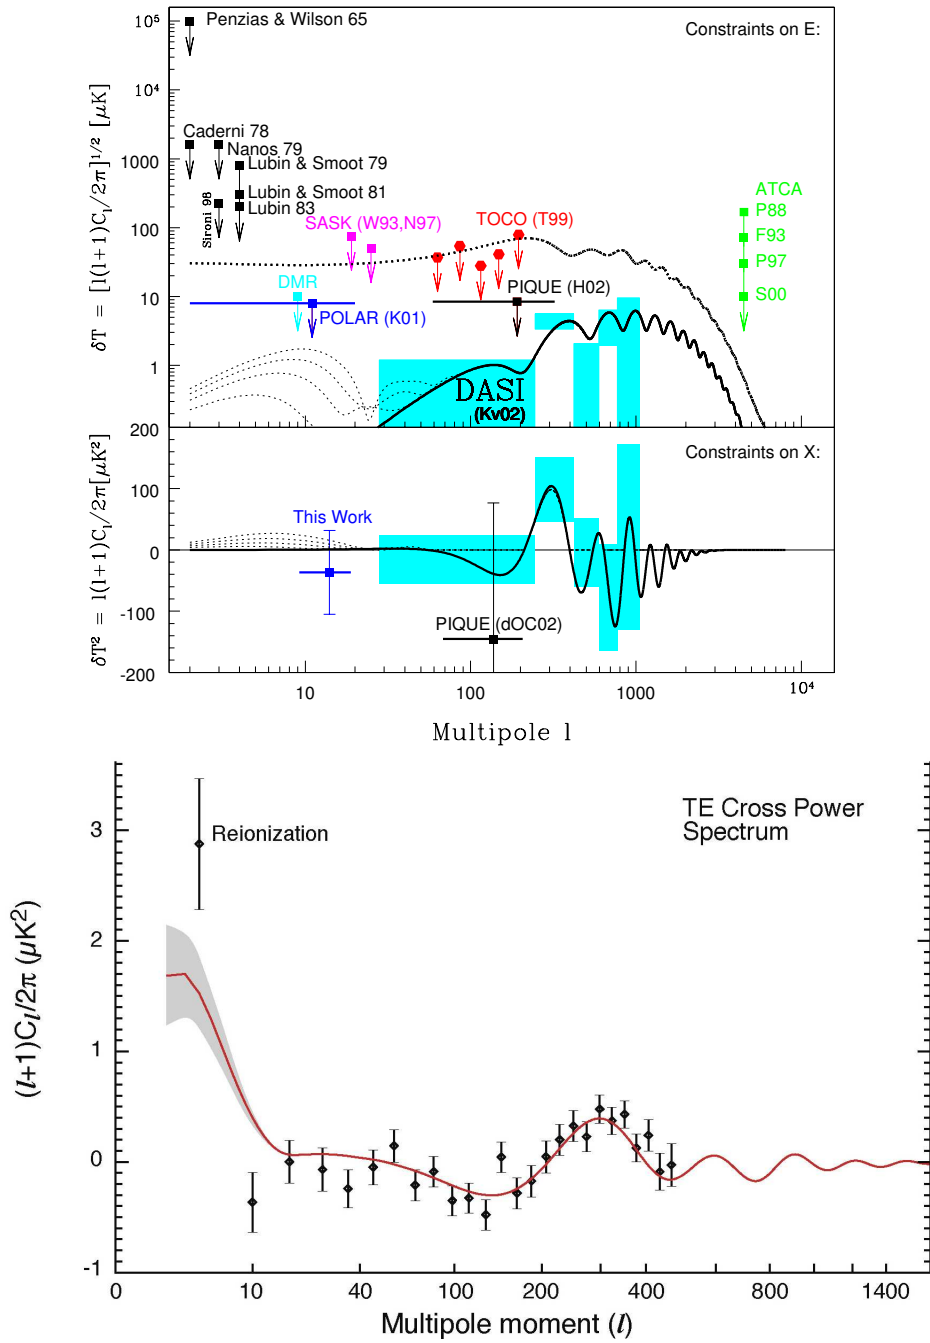 Constraints on E:
δT = [l(l+1)C_l/2π]^{1/2} [μK]
10⁵
10⁴
1000
100
10
1
Penzias & Wilson 65
Caderni 78
Nanos 79
Lubin & Smoot 79
Lubin & Smoot 81
Lubin 83
Sironi 98
SASK (W93,N97)
TOCO (T99)
ATCA
P88
F93
P97
S00
DMR
POLAR (K01)
PIQUE (H02)
DASI
(Kv02)
Constraints on X:
δT² = l(l+1)C_l/2π[μK²]
200
100
0
-100
-200
This Work
PIQUE (dOC02)
10
100
1000
10⁴
Multipole l
TE Cross Power
Spectrum
Reionization
(l+1)C_l/2π (μK²)
3
2
1
0
-1
0
10
40
100
200
400
800
1400
Multipole moment (l)